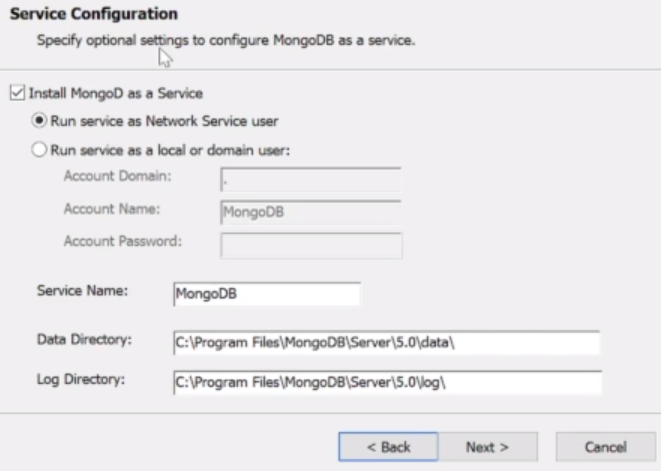 Service Configuration
Specify optional settings to configure MongoDB as a service.
Install MongoD as a Service
Run service as Network Service user
Run service as a local or domain user:
Account Domain: .
Account Name: MongoDB
Account Password:
Service Name: MongoDB
Data Directory: C:\Program Files\MongoDB\Server\5.0\data\
Log Directory: C:\Program Files\MongoDB\Server\5.0\log\
< Back Next > Cancel